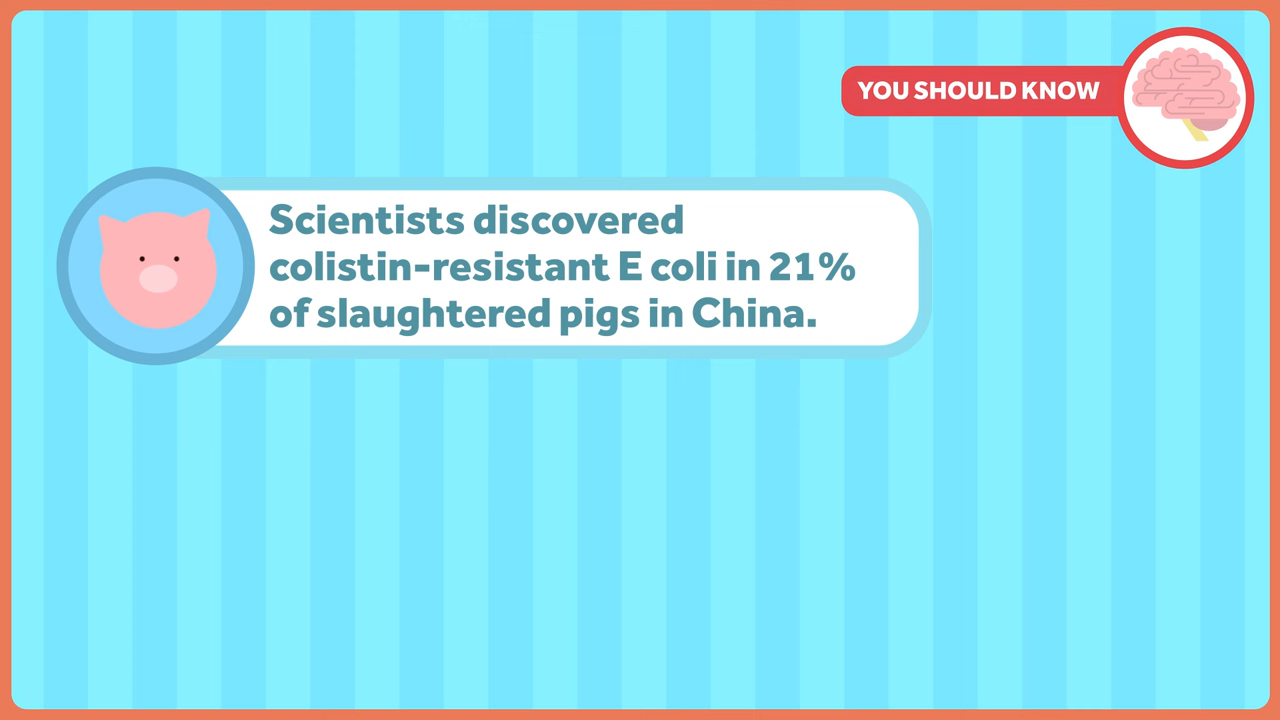 YOU SHOULD KNOW
Scientists discovered
colistin-resistant E coli in 21%
of slaughtered pigs in China.